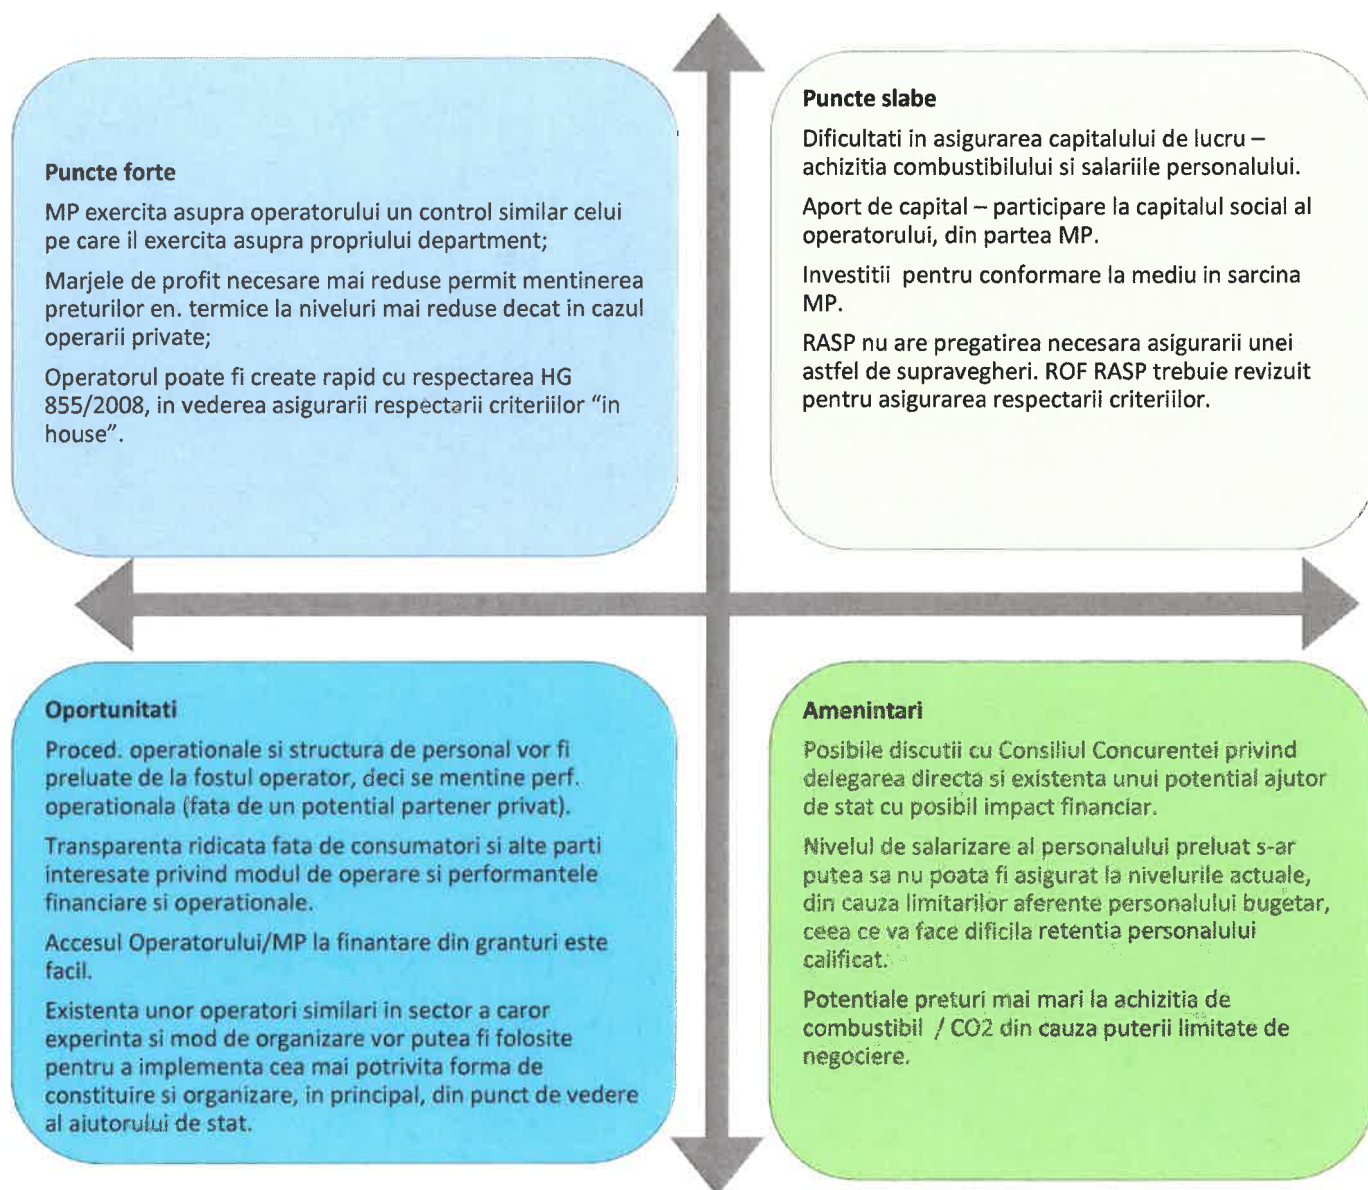 Puncte forte
MP exercita asupra operatorului un control similar celui
pe care il exercita asupra propriului department;
Marjele de profit necesare mai reduse permit mentinerea
preturilor en. termice la niveluri mai reduse decat in cazul
operarii private;
Operatorul poate fi create rapid cu respectarea HG
855/2008, in vederea asigurarii respectarii criteriilor “in
house”.
Puncte slabe
Dificultati in asigurarea capitalului de lucru –
achizitia combustibilului si salariile personalului.
Aport de capital – participare la capitalul social al
operatorului, din partea MP.
Investitii pentru conformare la mediu in sarcina
MP.
RASP nu are pregatirea necesara asigurarii unei
astfel de supravegheri. ROF RASP trebuie revizuit
pentru asigurarea respectarii criteriilor.
Oportunitati
Proced. operationale si structura de personal vor fi
preluate de la fostul operator, deci se mentine perf.
operationala (fata de un potential partener privat).
Transparenta ridicata fata de consumatori si alte parti
interesate privind modul de operare si performantele
financiare si operationale.
Accesul Operatorului/MP la finantare din granturi este
facil.
Existenta unor operatori similari in sector a caror
experinta si mod de organizare vor putea fi folosite
pentru a implementa cea mai potrivita forma de
constituire si organizare, in principal, din punct de vedere
al ajutorului de stat.
Amenintari
Posibile discutii cu Consiliul Concurentei privind
delegarea directa si existenta unui potential ajutor
de stat cu posibil impact financiar.
Nivelul de salarizare al personalului preluat s-ar
putea sa nu poata fi asigurat la nivelurile actuale,
din cauza limitarilor aferente personalului bugetar,
ceea ce va face dificila retentia personalului
calificat.
Potentiale preturi mai mari la achizitia de
combustibil / CO2 din cauza puterii limitate de
negociere.